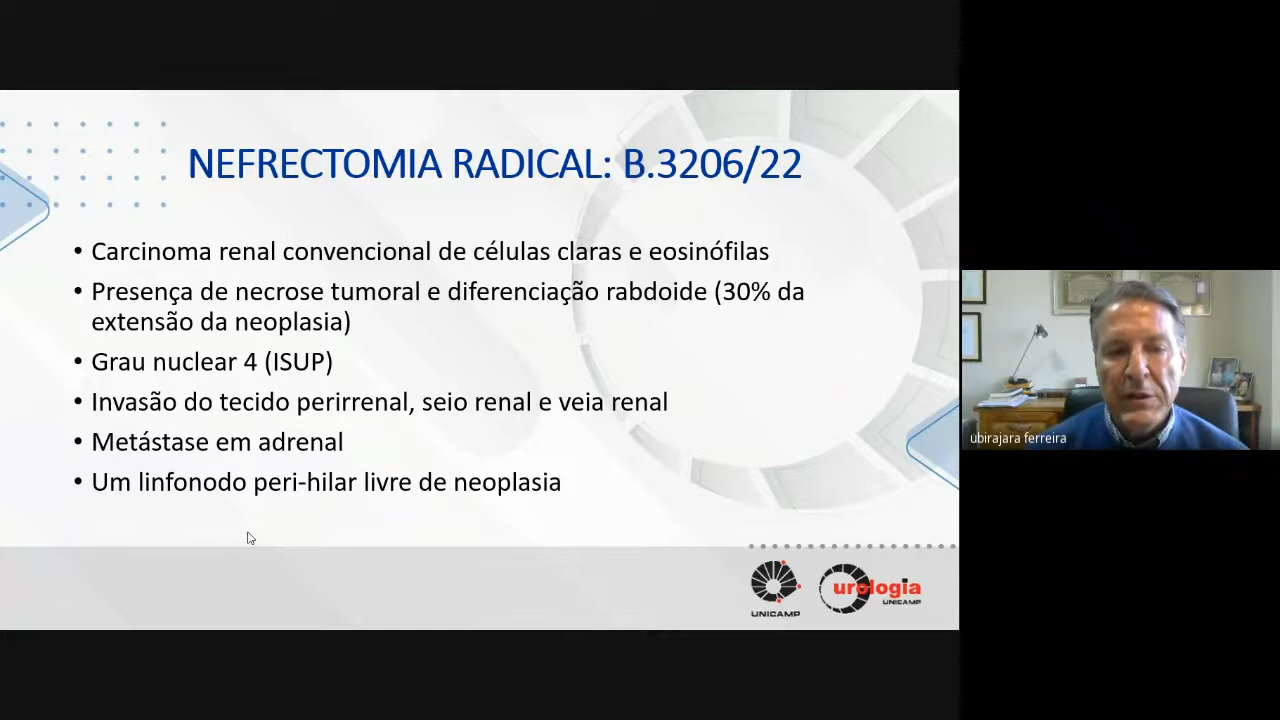 NEFRECTOMIA RADICAL: B.3206/22
• Carcinoma renal convencional de células claras e eosinófilas
• Presença de necrose tumoral e diferenciação rabdoide (30% da
extensão da neoplasia)
• Grau nuclear 4 (ISUP)
• Invasão do tecido perirrenal, seio renal e veia renal
• Metástase em adrenal
• Um linfonodo peri-hilar livre de neoplasia
UNICAMP
urologia
UNICAMP
ubirajara ferreira